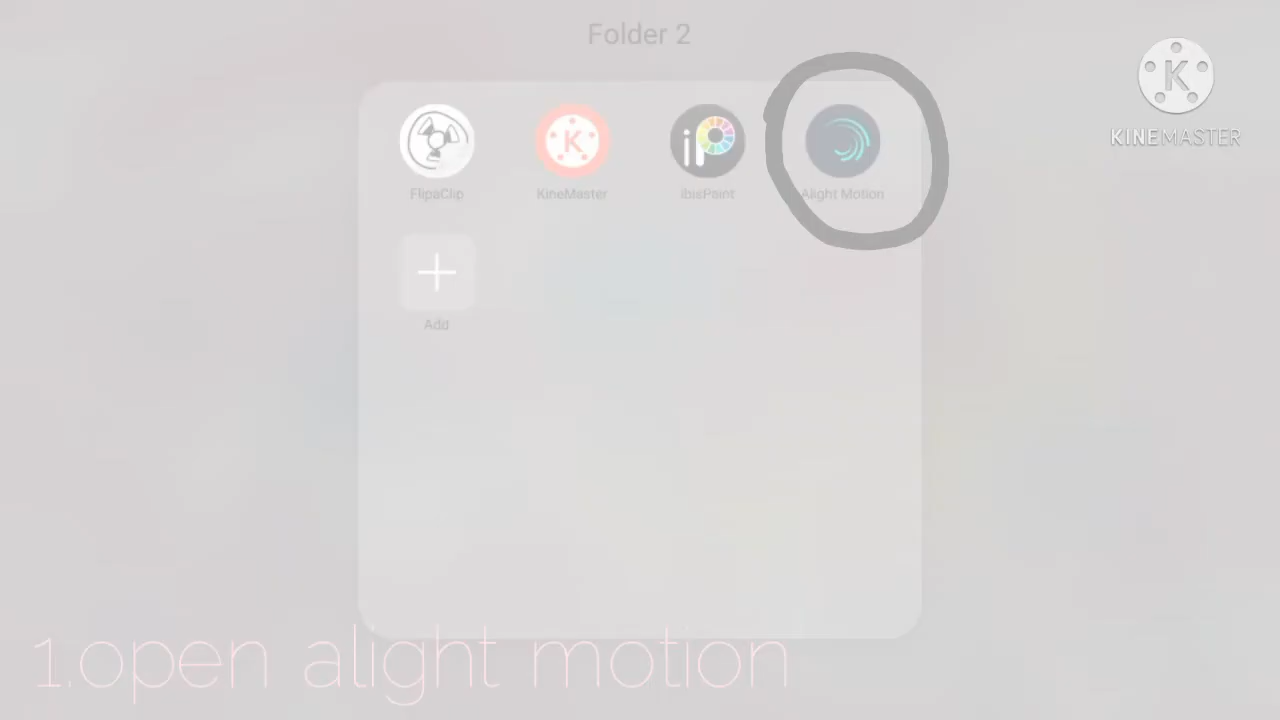 Folder 2
KINEMASTER
FlipaClip
KineMaster
ibisPaint
Alight Motion
Add
1.open alight motion